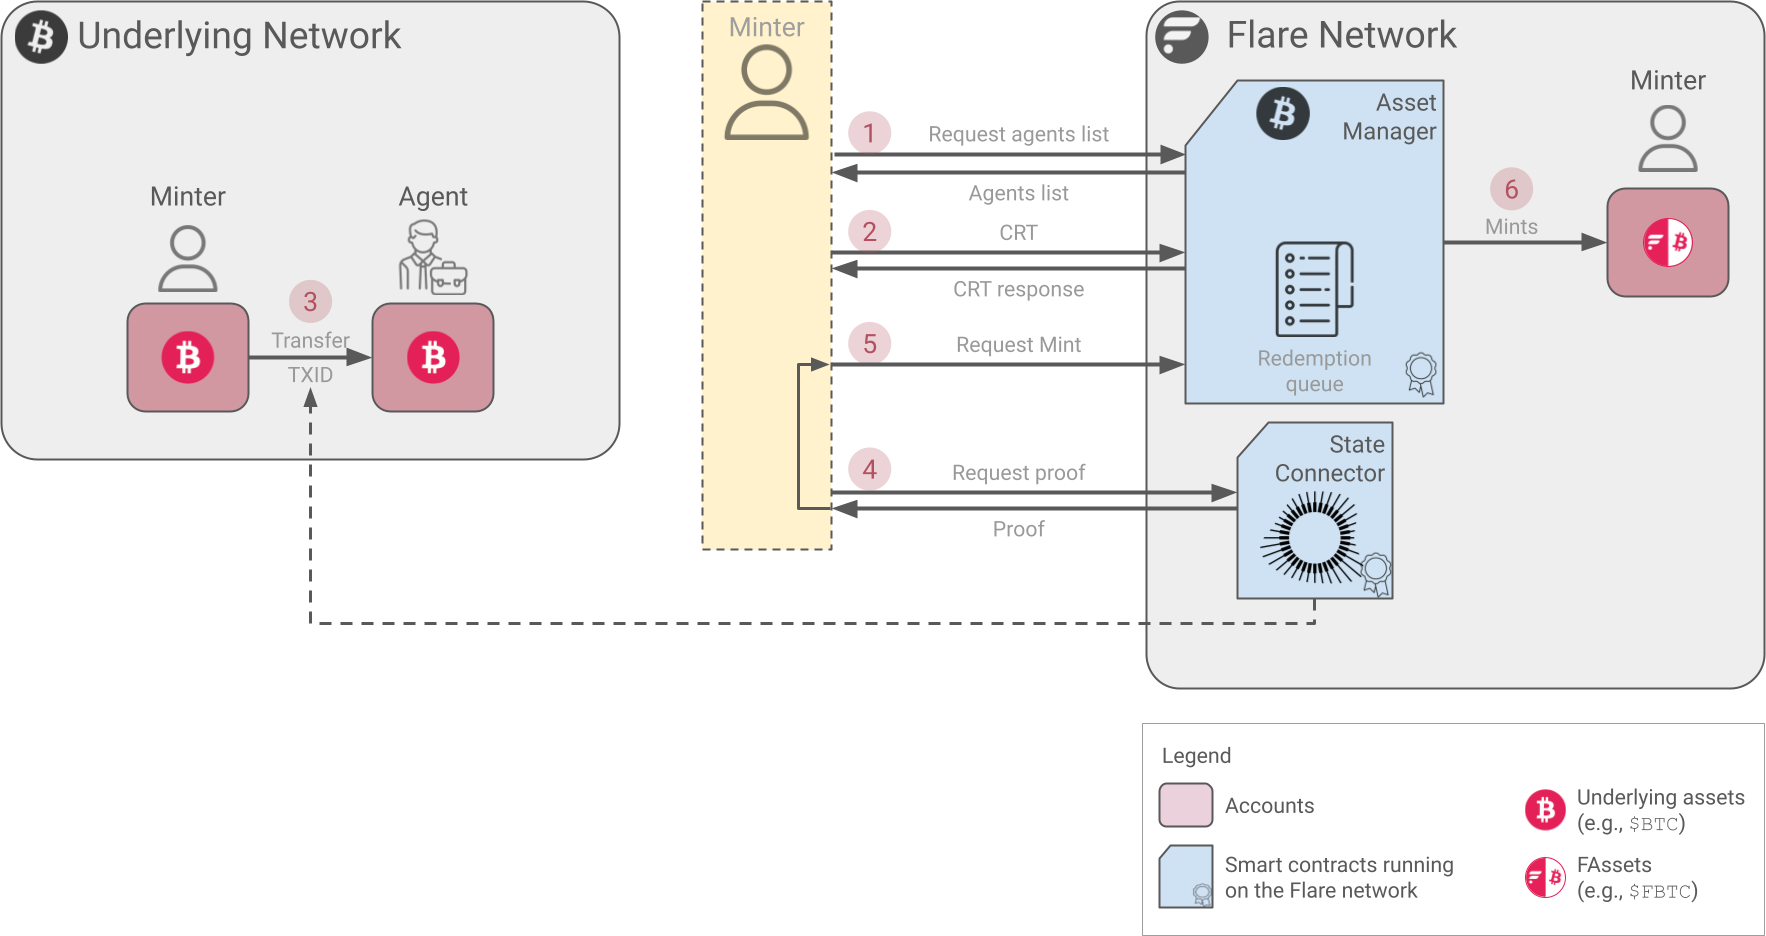 Underlying Network
Minter
Agent
3
Transfer
TXID
Minter
1
Request agents list
Agents list
2
CRT
CRT response
5
Request Mint
4
Request proof
Proof
Flare Network
Asset
Manager
Redemption
queue
State
Connector
6
Mints
Minter
Legend
Accounts
Smart contracts running
on the Flare network
Underlying assets
(e.g., $BTC)
FAssets
(e.g., $FBTC)